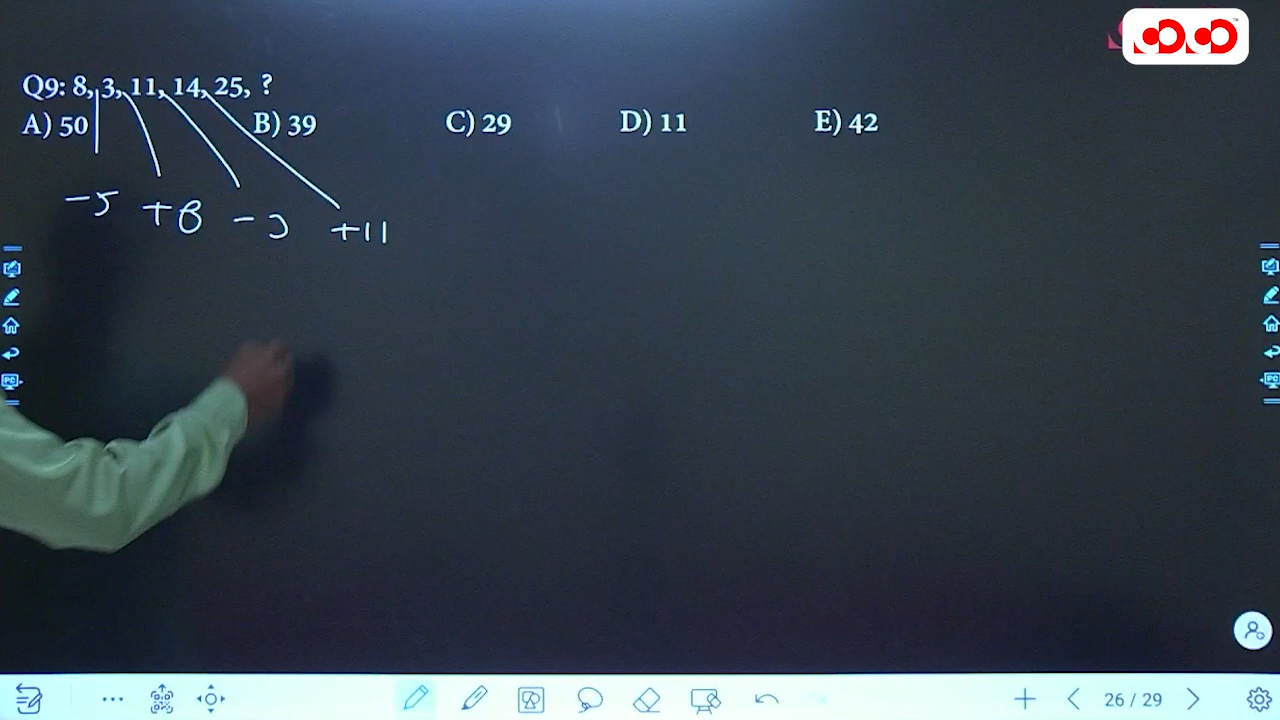 Q9: 8, 3, 11, 14, 25, ?
A) 50 B) 39 C) 29 D) 11 E) 42
-5 +8 -3 +11
26 / 29